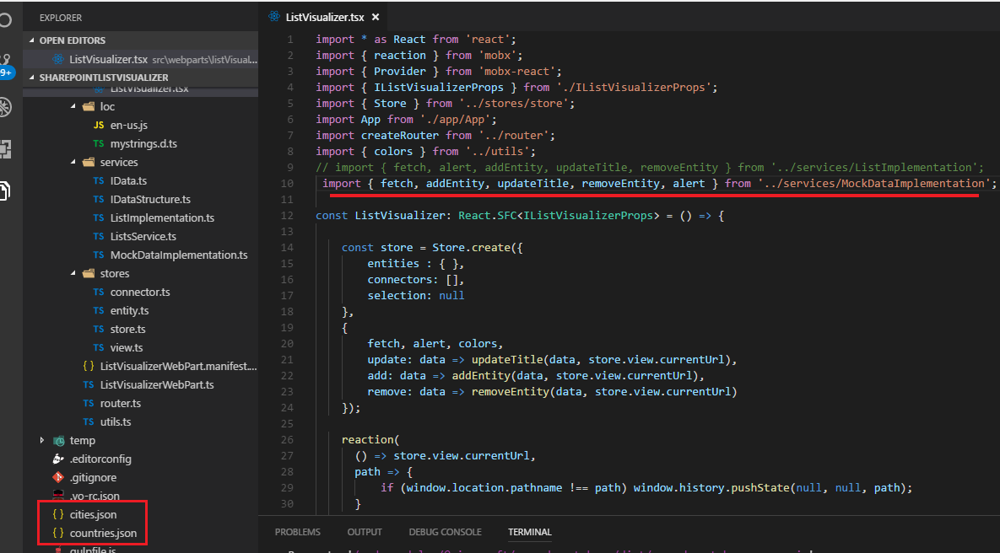 EXPLORER
OPEN EDITORS
ListVisualizer.tsx src\webparts\listVisual...
9+
SHAREPOINTLISTVISUALIZER
ListVisualizer.tsx
loc
JS en-us.js
TS mystrings.d.ts
services
TS IData.ts
TS IDataStructure.ts
TS ListImplementation.ts
TS ListsService.ts
TS MockDataImplementation.ts
stores
TS connector.ts
TS entity.ts
TS store.ts
TS view.ts
{ } ListVisualizerWebPart.manifest....
TS ListVisualizerWebPart.ts
TS router.ts
TS utils.ts
temp
.editorconfig
.gitignore
.yo-rc.json
{ } cities.json
{ } countries.json
gulpfile.js
ListVisualizer.tsx ×
1 import * as React from 'react';
2 import { reaction } from 'mobx';
3 import { Provider } from 'mobx-react';
4 import { IListVisualizerProps } from './IListVisualizerProps';
5 import { Store } from '../stores/store';
6 import App from './app/App';
7 import createRouter from '../router';
8 import { colors } from '../utils';
9 // import { fetch, alert, addEntity, updateTitle, removeEntity } from '../services/ListImplementation';
10 import { fetch, addEntity, updateTitle, removeEntity, alert } from '../services/MockDataImplementation';
11
12 const ListVisualizer: React.SFC<IListVisualizerProps> = () => {
13
14 const store = Store.create({
15 entities : { },
16 connectors: [],
17 selection: null
18 },
19 {
20 fetch, alert, colors,
21 update: data => updateTitle(data, store.view.currentUrl),
22 add: data => addEntity(data, store.view.currentUrl),
23 remove: data => removeEntity(data, store.view.currentUrl)
24 });
25
26 reaction(
27 () => store.view.currentUrl,
28 path => {
29 if (window.location.pathname !== path) window.history.pushState(null, null, path);
30 }
PROBLEMS OUTPUT DEBUG CONSOLE TERMINAL